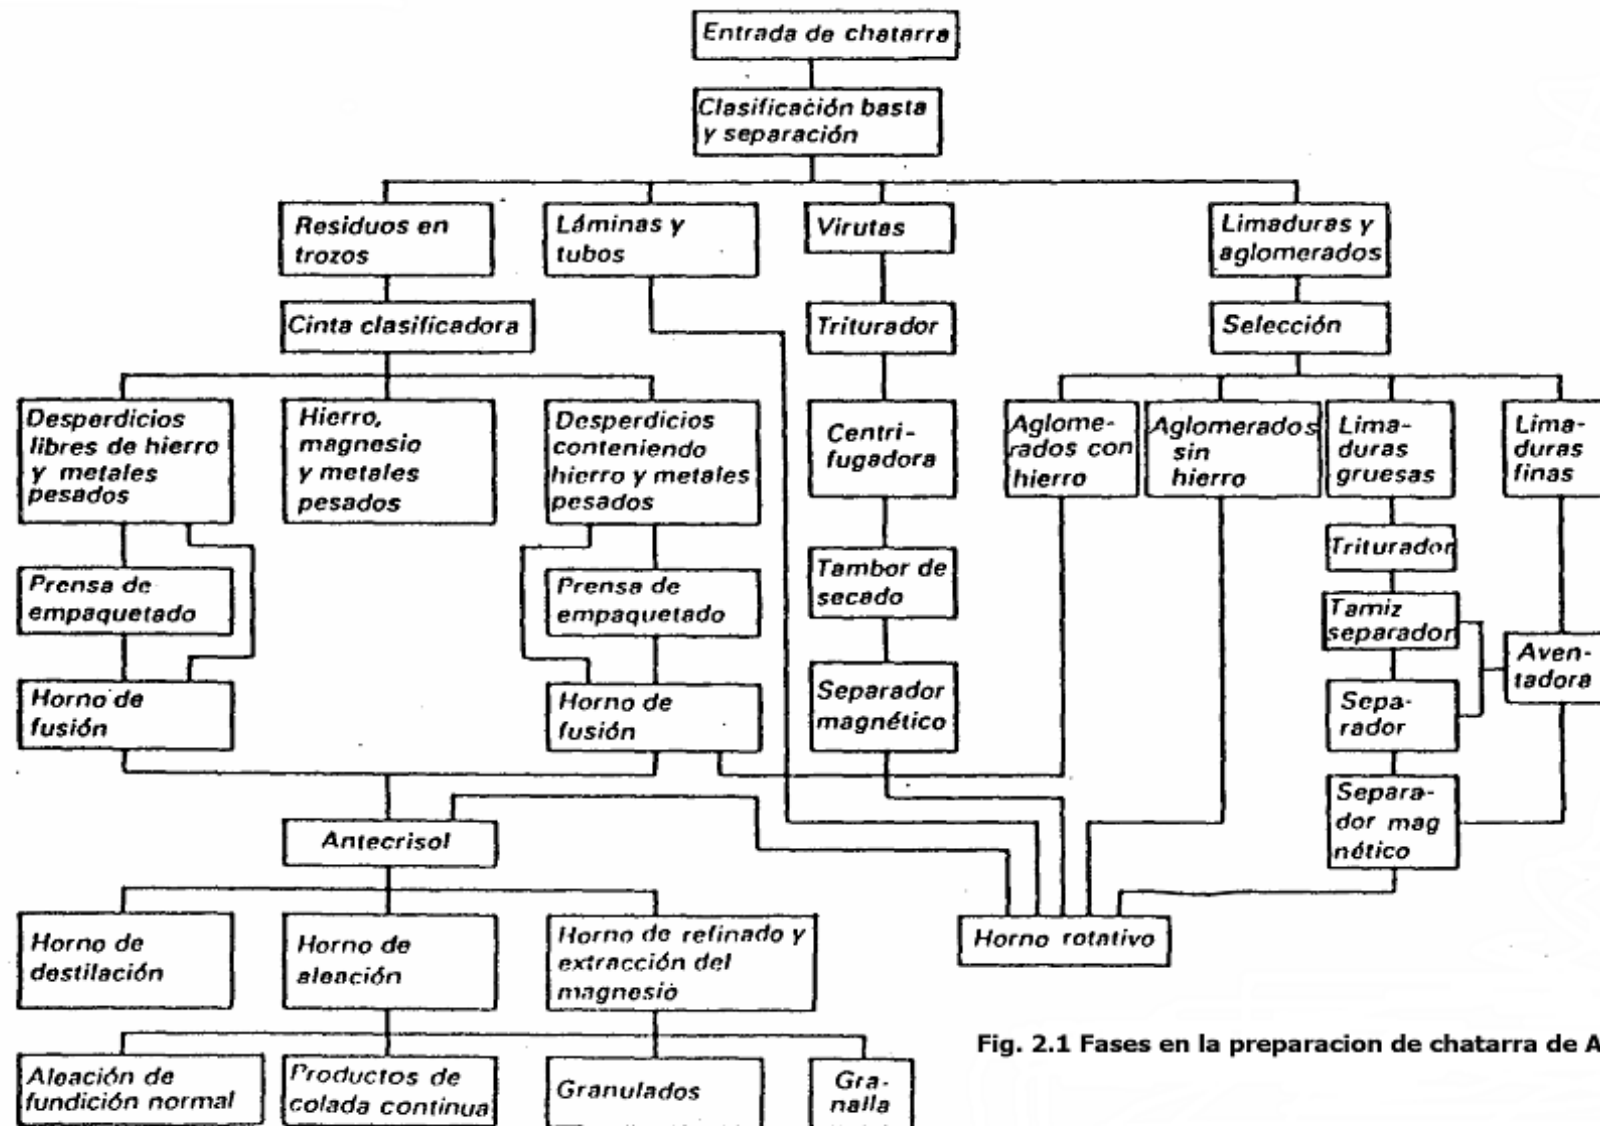 Entrada de chatarra
Clasificación basta
y separación
Residuos en
trozos
Láminas y
tubos
Virutas
Limaduras y
aglomerados
Cinta clasificadora
Triturador
Selección
Desperdicios
libres de hierro
y metales
pesados
Hierro,
magnesio
y metales
pesados
Desperdicios
conteniendo
hierro y metales
pesados
Centri-
fugadora
Aglome-
rados con
hierro
Aglomerados
sin
hierro
Lima-
duras
gruesas
Lima-
duras
finas
Prensa de
empaquetado
Prensa de
empaquetado
Tambor de
secado
Triturador
Tamiz
separador
Aven-
tadora
Horno de
fusión
Horno de
fusión
Separador
magnético
Sepa-
rador
Separa-
dor mag
nético
Antecrisol
Horno de
destilación
Horno de
aleación
Horno de refinado y
extracción del
magnesio
Horno rotativo
Fig. 2.1 Fases en la preparacion de chatarra de A
Aleación de
fundición normal
Productos de
colada continua
Granulados
Gra-
nalla